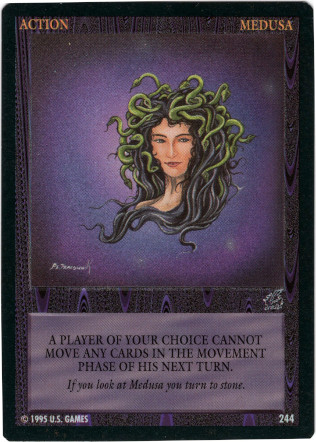 ACTION MEDUSA
A PLAYER OF YOUR CHOICE CANNOT
MOVE ANY CARDS IN THE MOVEMENT
PHASE OF HIS NEXT TURN.
If you look at Medusa you turn to stone.
© 1995 U.S. GAMES 244